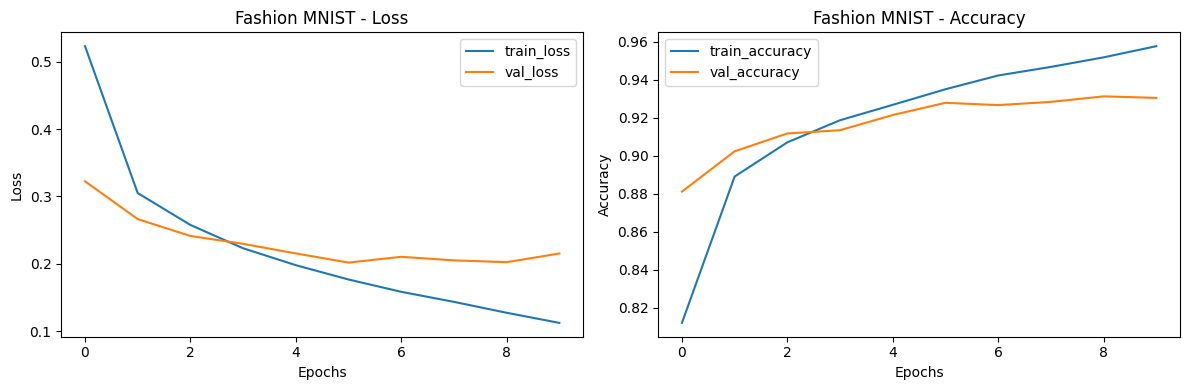 Fashion MNIST - Loss
train_loss
val_loss
0.5
0.4
0.3
0.2
0.1
Loss
0 2 4 6 8
Epochs
Fashion MNIST - Accuracy
train_accuracy
val_accuracy
0.96
0.94
0.92
0.90
0.88
0.86
0.84
0.82
Accuracy
0 2 4 6 8
Epochs